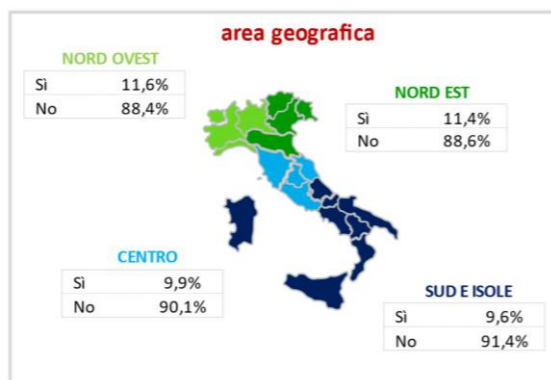 area geografica
NORD OVEST
Sì 11,6%
No 88,4%
NORD EST
Sì 11,4%
No 88,6%
CENTRO
Sì 9,9%
No 90,1%
SUD E ISOLE
Sì 9,6%
No 91,4%